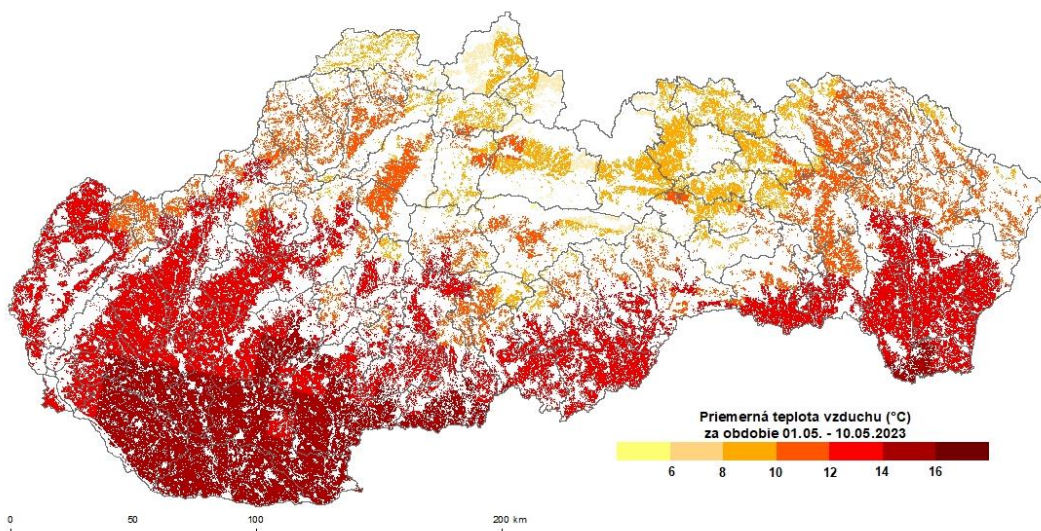 Priemerná teplota vzduchu (°C)
za obdobie 01.05. - 10.05.2023
6 8 10 12 14 16
0 50 100 200 km